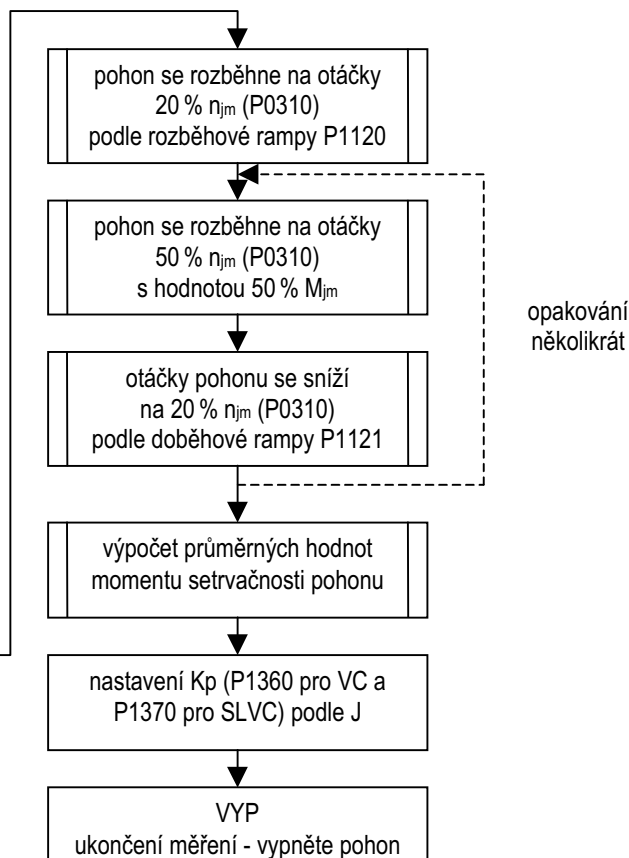 pohon se rozběhne na otáčky
20 % njm (P0310)
podle rozběhové rampy P1120
pohon se rozběhne na otáčky
50 % njm (P0310)
s hodnotou 50 % Mjm
opakování
několikrát
otáčky pohonu se sníží
na 20 % njm (P0310)
podle doběhové rampy P1121
výpočet průměrných hodnot
momentu setrvačnosti pohonu
nastavení Kp (P1360 pro VC a
P1370 pro SLVC) podle J
VYP
ukončení měření - vypněte pohon